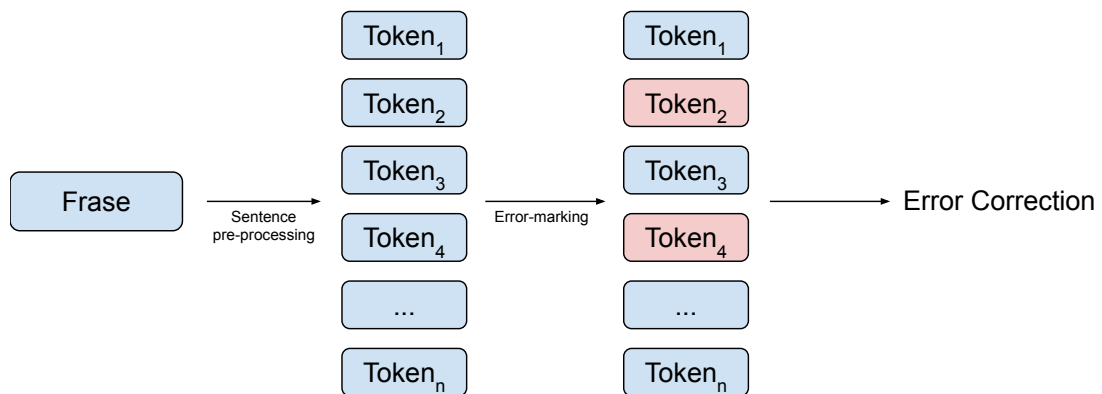 Frase
Sentence
pre-processing
Token₁
Token₂
Token₃
Token₄
...
Tokenₙ
Error-marking
Token₁
Token₂
Token₃
Token₄
...
Tokenₙ
Error Correction